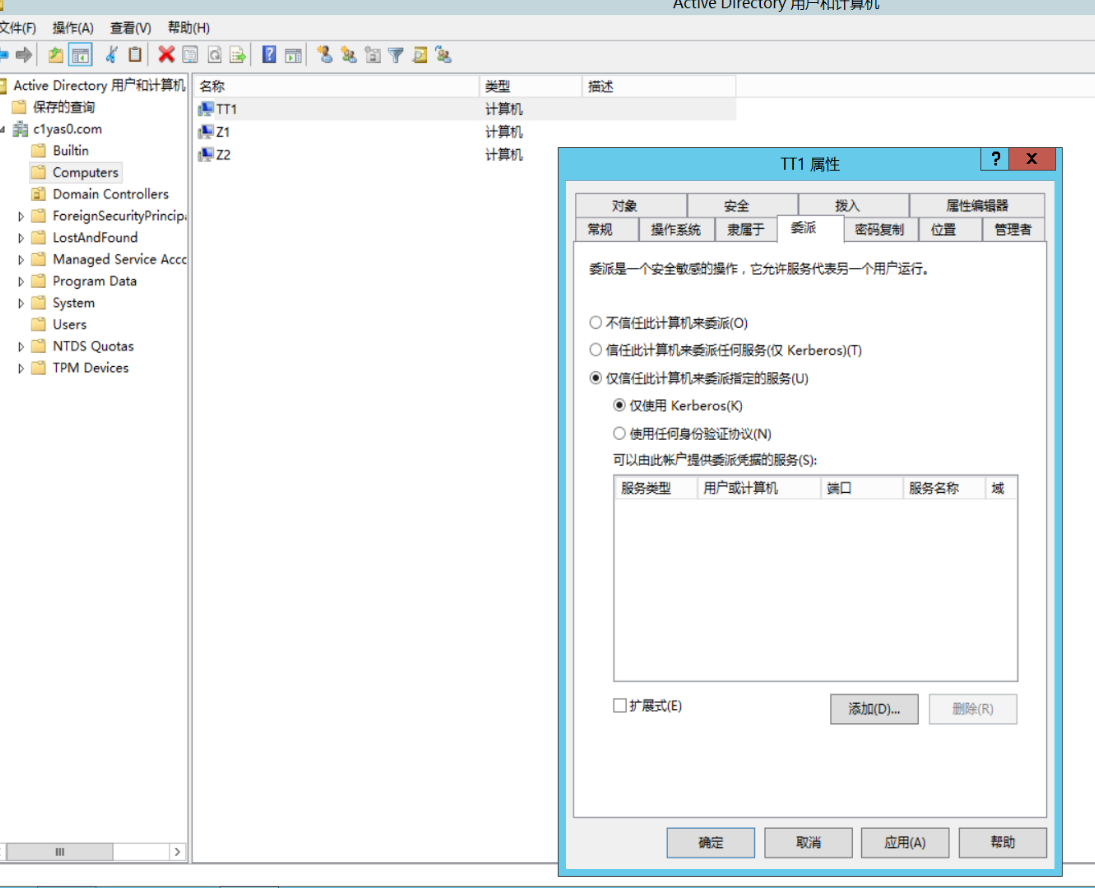 Active Directory 用户和计算机
文件(F) 操作(A) 查看(V) 帮助(H)
Active Directory 用户和计算机
保存的查询
c1yas0.com
Builtin
Computers
Domain Controllers
ForeignSecurityPrincipa
LostAndFound
Managed Service Acco
Program Data
System
Users
NTDS Quotas
TPM Devices
名称 类型 描述
TT1 计算机
Z1 计算机
Z2 计算机
TT1 属性
? X
对象 安全 拨入 属性编辑器
常规 操作系统 隶属于 委派 密码复制 位置 管理者
委派是一个安全敏感的操作，它允许服务代表另一个用户运行。
不信任此计算机来委派(O)
信任此计算机来委派任何服务(仅 Kerberos)(T)
仅信任此计算机来委派指定的服务(U)
仅使用 Kerberos(K)
使用任何身份验证协议(N)
可以由此帐户提供委派凭据的服务(S):
服务类型 用户或计算机 端口 服务名称 域
扩展式(E) 添加(D)... 删除(R)
确定 取消 应用(A) 帮助